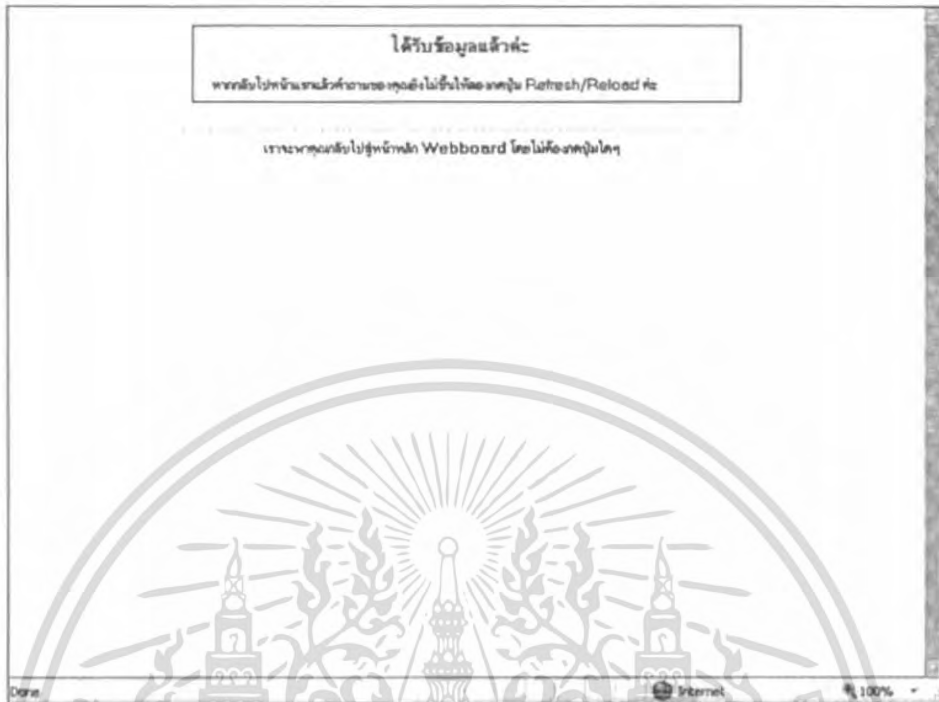 ได้รับข้อมูลแล้วค่ะ
หากกลับไปหน้าแรกแล้วคำถามของคุณยังไม่ขึ้นให้ลองกดปุ่ม Refresh/Reload ค่ะ
เราจะพาคุณกลับไปสู่หน้าหลัก Webboard โดยไม่ต้องกดปุ่มใดๆ
Done
Internet
100%